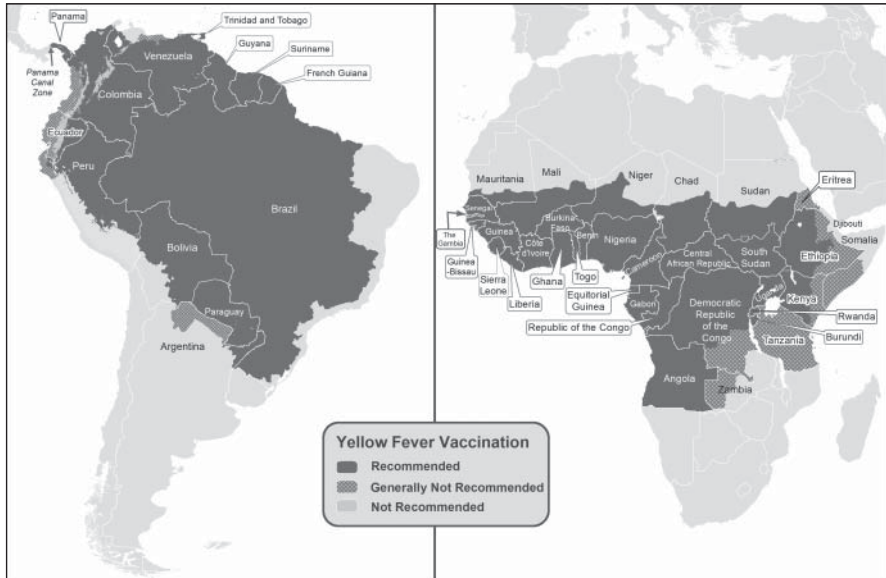 Panama
Trinidad and Tobago
Guyana
Suriname
French Guiana
Venezuela
Panama
Canal
Zone
Colombia
Ecuador
Peru
Brazil
Bolivia
Paraguay
Argentina
Mauritania
Mali
Niger
Chad
Sudan
Eritrea
Senegal
The
Gambia
Guinea
-Bissau
Guinea
Sierra
Leone
Liberia
Côte
d'Ivoire
Burkina
Faso
Ghana
Togo
Benin
Nigeria
Cameroon
Central
African Republic
South
Sudan
Djibouti
Somalia
Ethiopia
Equitorial
Guinea
Gabon
Republic of the Congo
Democratic
Republic
of the
Congo
Uganda
Kenya
Rwanda
Burundi
Tanzania
Angola
Zambia
Yellow Fever Vaccination
Recommended
Generally Not Recommended
Not Recommended